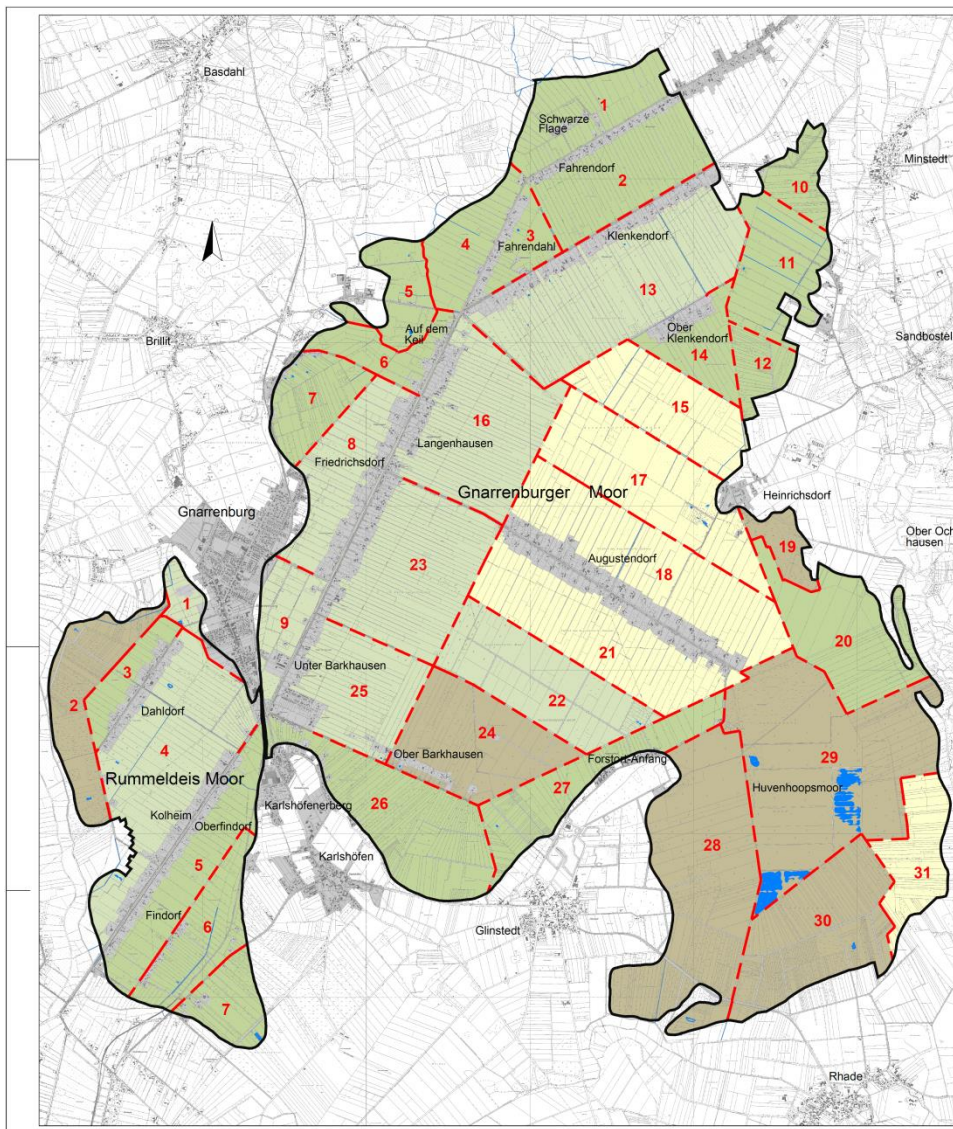 Basdahl
1
Schwarze
Flage
Minstedt
Fahrendorf
2
10
3
4
Klenkendorf
Fahrendahl
11
5
13
Auf dem
Keil
Ober
Klenkendorf
Brillit
Sandbostel
14
6
12
7
15
16
8
Langenhausen
Friedrichsdorf
17
Gnarrenburger Moor
Heinrichsdorf
Gnarrenburg
Ober Och
hausen
19
Augustendorf
23
18
1
9
20
21
3
Unter Barkhausen
2
Dahldorf
25
22
24
4
Ober Barkhausen
29
Forstort-Anfang
Rummeldeis Moor
27
Huvenhoopsmoor
26
Karlshöfenerberg
Kolheim
Oberfindorf
28
Karlshöfen
5
31
Findorf
6
30
Glinstedt
7
Rhade